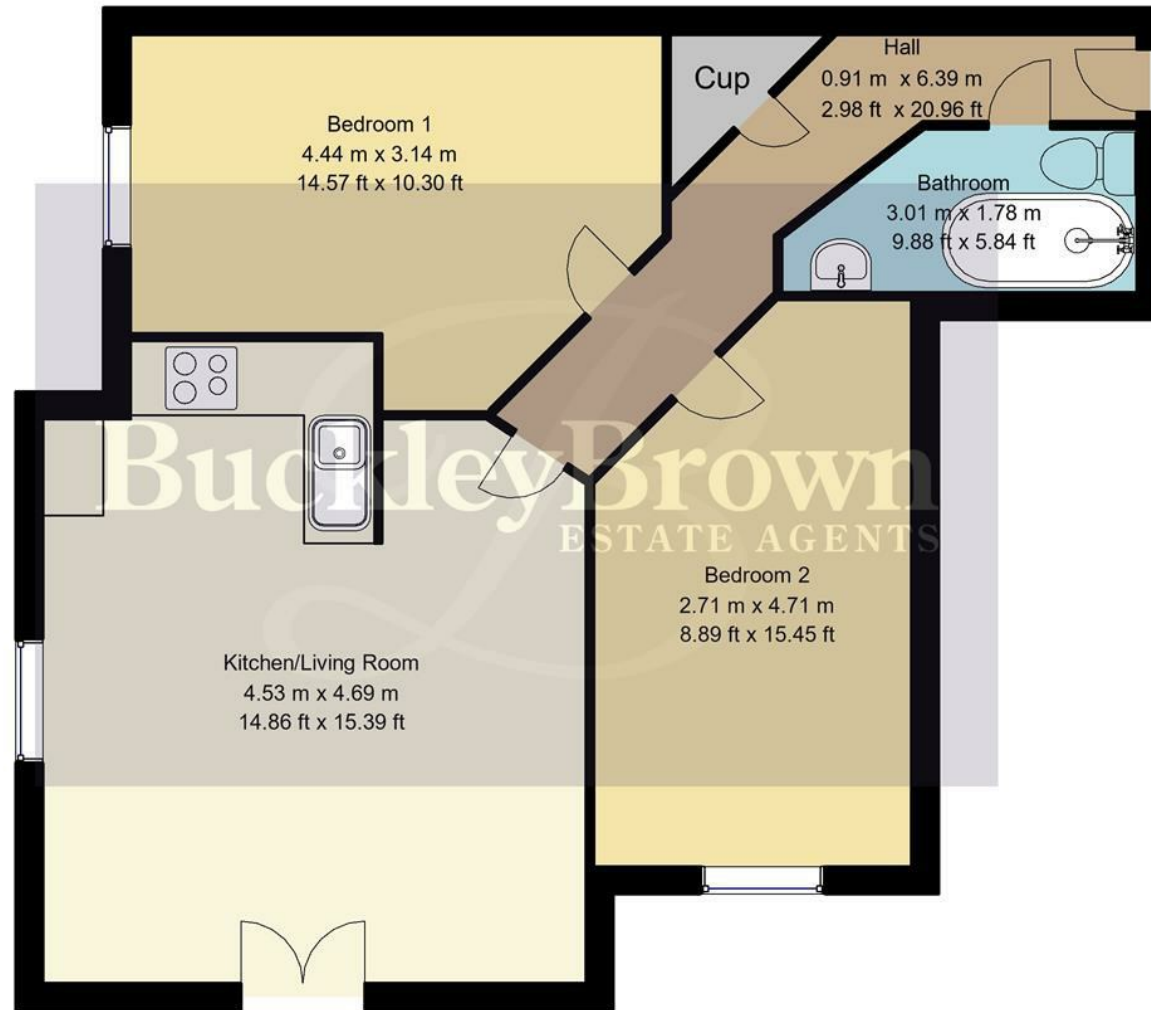 Hall
0.91 m x 6.39 m
2.98 ft x 20.96 ft
Cup
Bedroom 1
4.44 m x 3.14 m
14.57 ft x 10.30 ft
Bathroom
3.01 m x 1.78 m
9.88 ft x 5.84 ft
BuckleyBrown
ESTATE AGENTS
Bedroom 2
2.71 m x 4.71 m
8.89 ft x 15.45 ft
Kitchen/Living Room
4.53 m x 4.69 m
14.86 ft x 15.39 ft